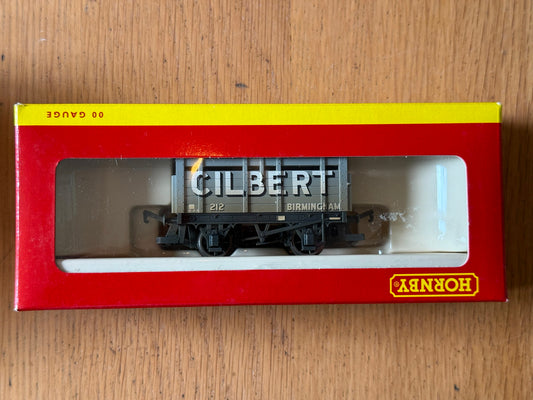 00 GAUGE
GILBERT
212 BIRMINGHAM
HORNBY®